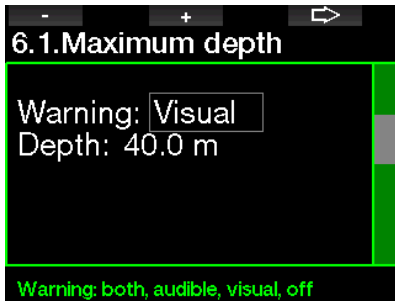 - + ⇨
6.1.Maximum depth
Warning: Visual
Depth: 40.0 m
Warning: both, audible, visual, off